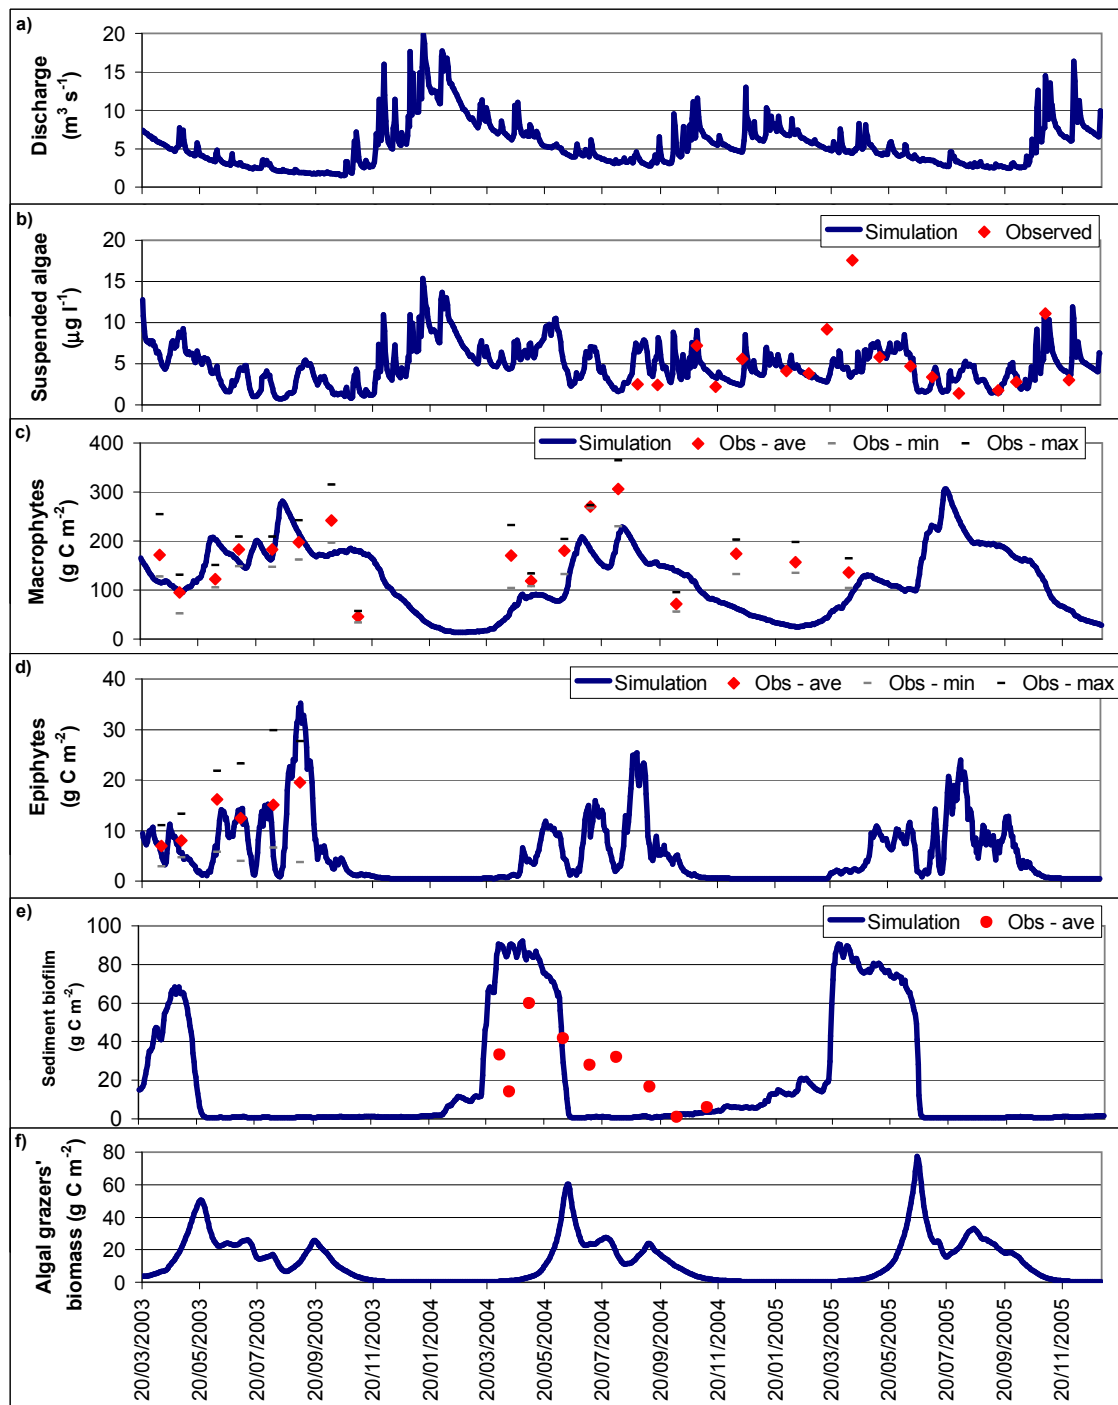 a)
Discharge
(m³ s⁻¹)
20
15
10
5
0
b)
Simulation Observed
Suspended algae
(µg l⁻¹)
20
15
10
5
0
c)
Simulation Obs - ave Obs - min Obs - max
Macrophytes
(g C m⁻²)
400
300
200
100
0
d)
Simulation Obs - ave Obs - min Obs - max
Epiphytes
(g C m⁻²)
40
30
20
10
0
e)
Simulation Obs - ave
Sediment biofilm
(g C m⁻²)
100
80
60
40
20
0
f)
Algal grazers'
biomass (g C m⁻²)
80
60
40
20
0
20/03/2003
20/05/2003
20/07/2003
20/09/2003
20/11/2003
20/01/2004
20/03/2004
20/05/2004
20/07/2004
20/09/2004
20/11/2004
20/01/2005
20/03/2005
20/05/2005
20/07/2005
20/09/2005
20/11/2005